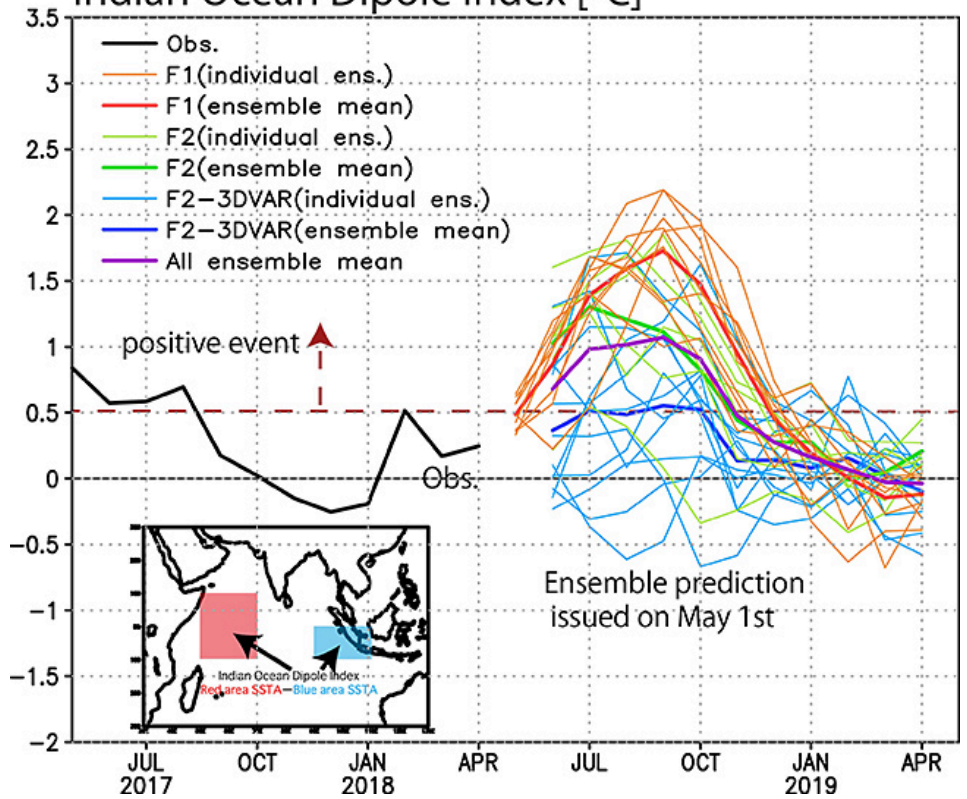 Indian Ocean Dipole Index [°C]
3.5
3
2.5
2
1.5
1
0.5
0
−0.5
−1
−1.5
−2
Obs.
F1(individual ens.)
F1(ensemble mean)
F2(individual ens.)
F2(ensemble mean)
F2−3DVAR(individual ens.)
F2−3DVAR(ensemble mean)
All ensemble mean
positive event
Obs.
Ensemble prediction
issued on May 1st
Indian Ocean Dipole Index
Red area SSTA—Blue area SSTA
JUL OCT JAN APR JUL OCT JAN APR
2017 2018 2019